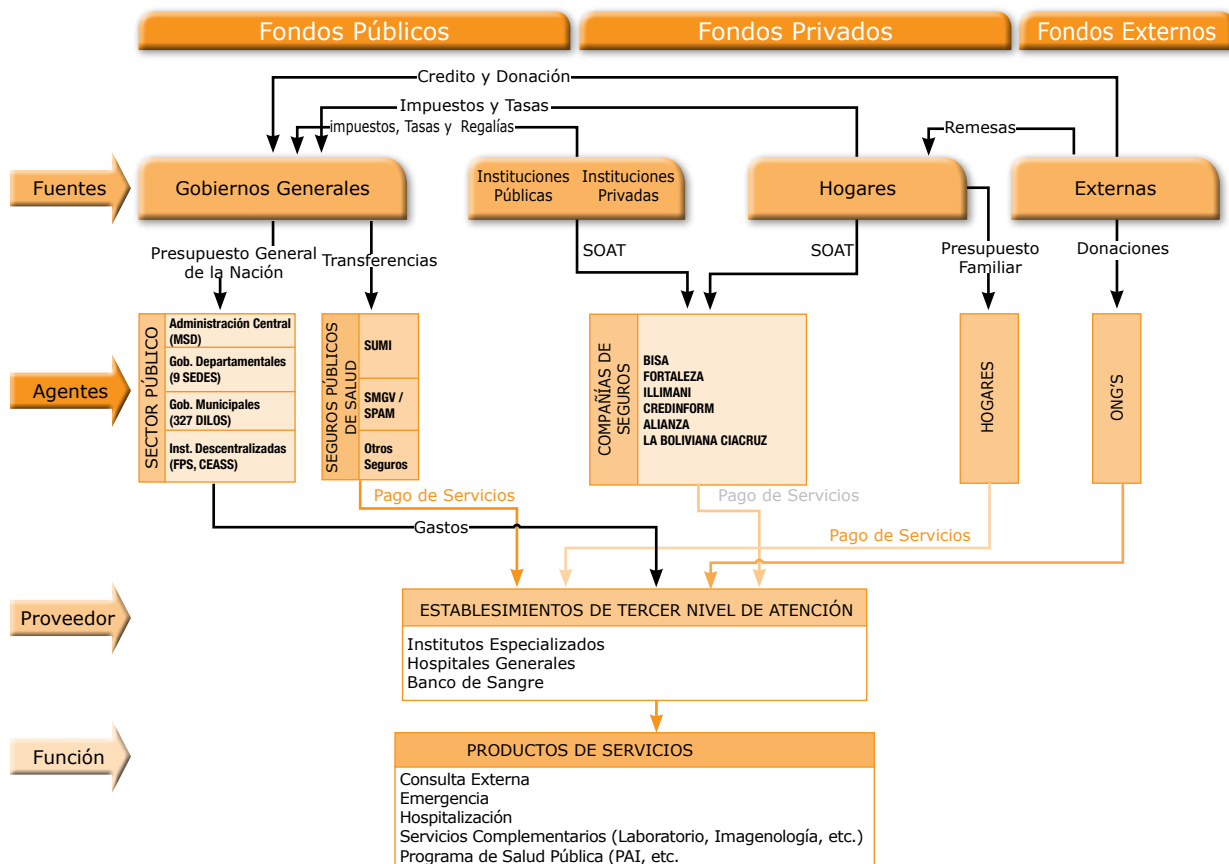 Fondos Públicos
Fondos Privados
Fondos Externos
Credito y Donación
Impuestos y Tasas
impuestos, Tasas y Regalías
Remesas
Fuentes
Gobiernos Generales
Instituciones
Públicas
Instituciones
Privadas
Hogares
Externas
Presupuesto General
de la Nación
Transferencias
SOAT
SOAT
Presupuesto
Familiar
Donaciones
Agentes
SECTOR PÚBLICO
Administración Central
(MSD)
Gob. Departamentales
(9 SEDES)
Gob. Municipales
(327 DILOS)
Inst. Descentralizadas
(FPS, CEASS)
SEGUROS PÚBLICOS
DE SALUD
SUMI
SMGV /
SPAM
Otros
Seguros
COMPAÑÍAS DE
SEGUROS
BISA
FORTALEZA
ILLIMANI
CREDINFORM
ALIANZA
LA BOLIVIANA CIACRUZ
HOGARES
ONG'S
Pago de Servicios
Pago de Servicios
Gastos
Pago de Servicios
Proveedor
ESTABLESIMIENTOS DE TERCER NIVEL DE ATENCIÓN
Institutos Especializados
Hospitales Generales
Banco de Sangre
Función
PRODUCTOS DE SERVICIOS
Consulta Externa
Emergencia
Hospitalización
Servicios Complementarios (Laboratorio, Imagenología, etc.)
Programa de Salud Pública (PAI, etc.